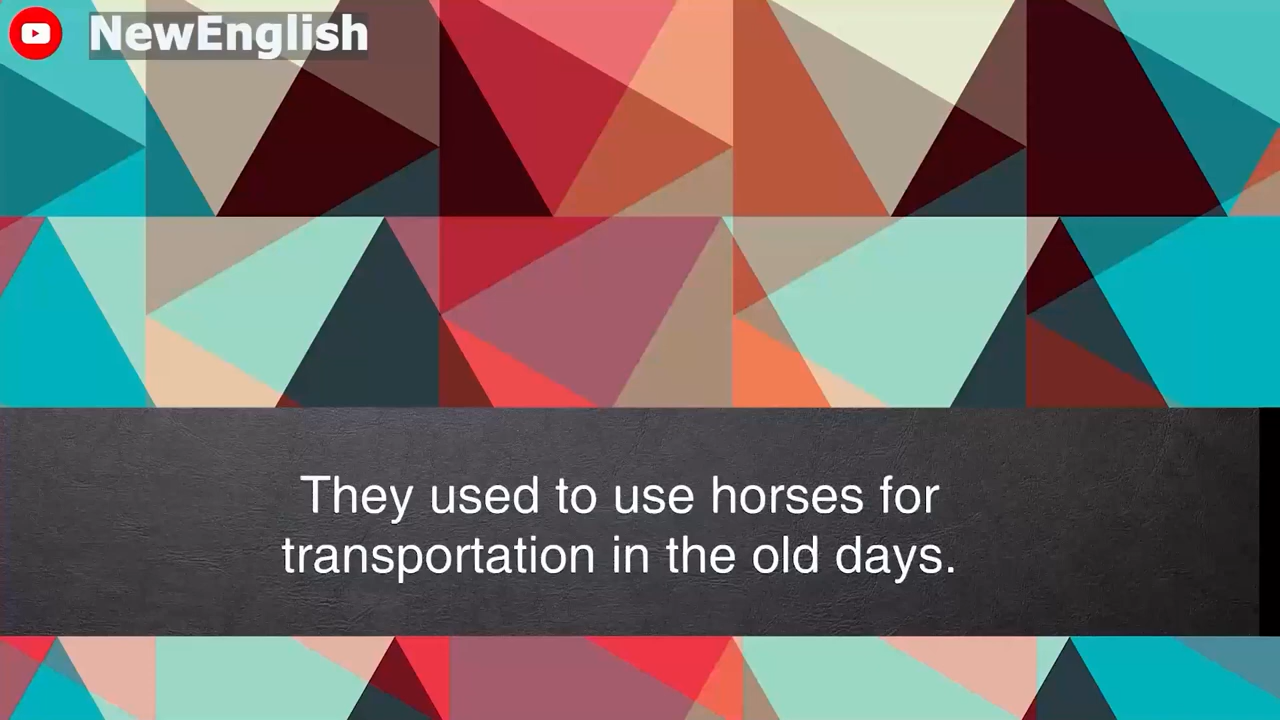 NewEnglish
They used to use horses for
transportation in the old days.